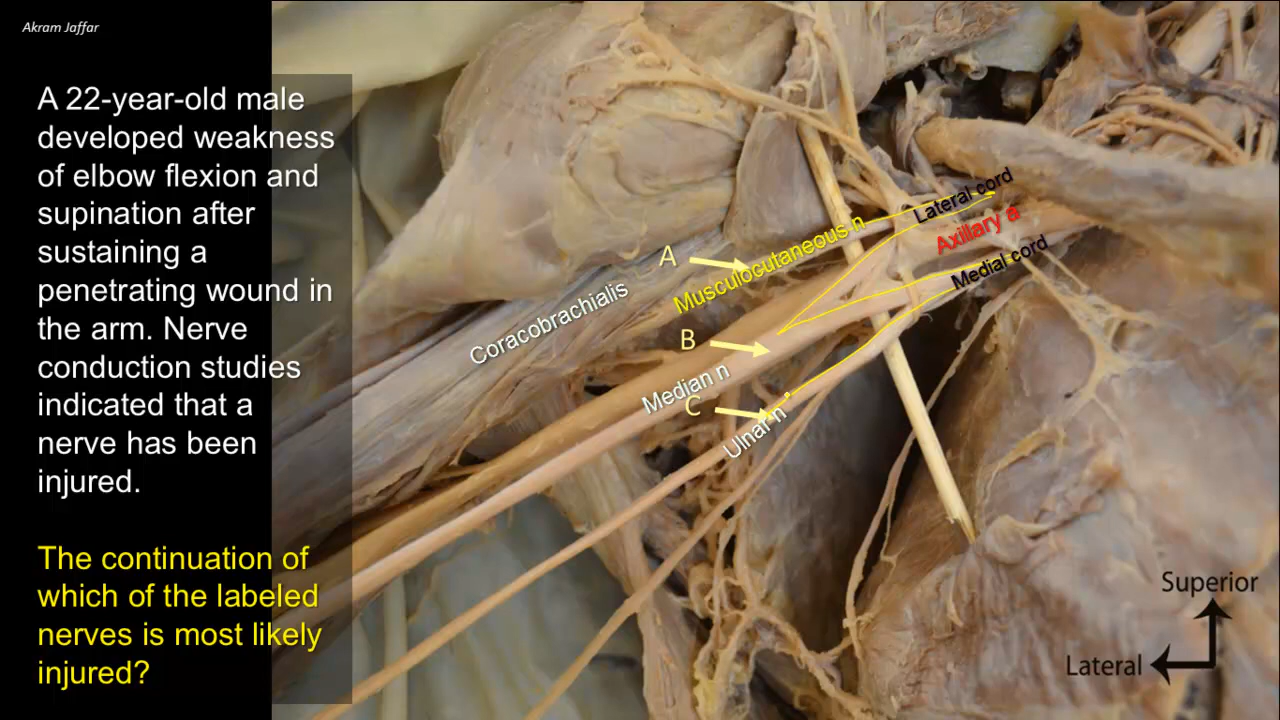 Akram Jaffar
A 22-year-old male
developed weakness
of elbow flexion and
supination after
sustaining a
penetrating wound in
the arm. Nerve
conduction studies
indicated that a
nerve has been
injured.
The continuation of
which of the labeled
nerves is most likely
injured?
Lateral cord
Axillary a
Medial cord
A
Musculocutaneous n
Coracobrachialis
B
Median n
C
Ulnar n
Superior
Lateral